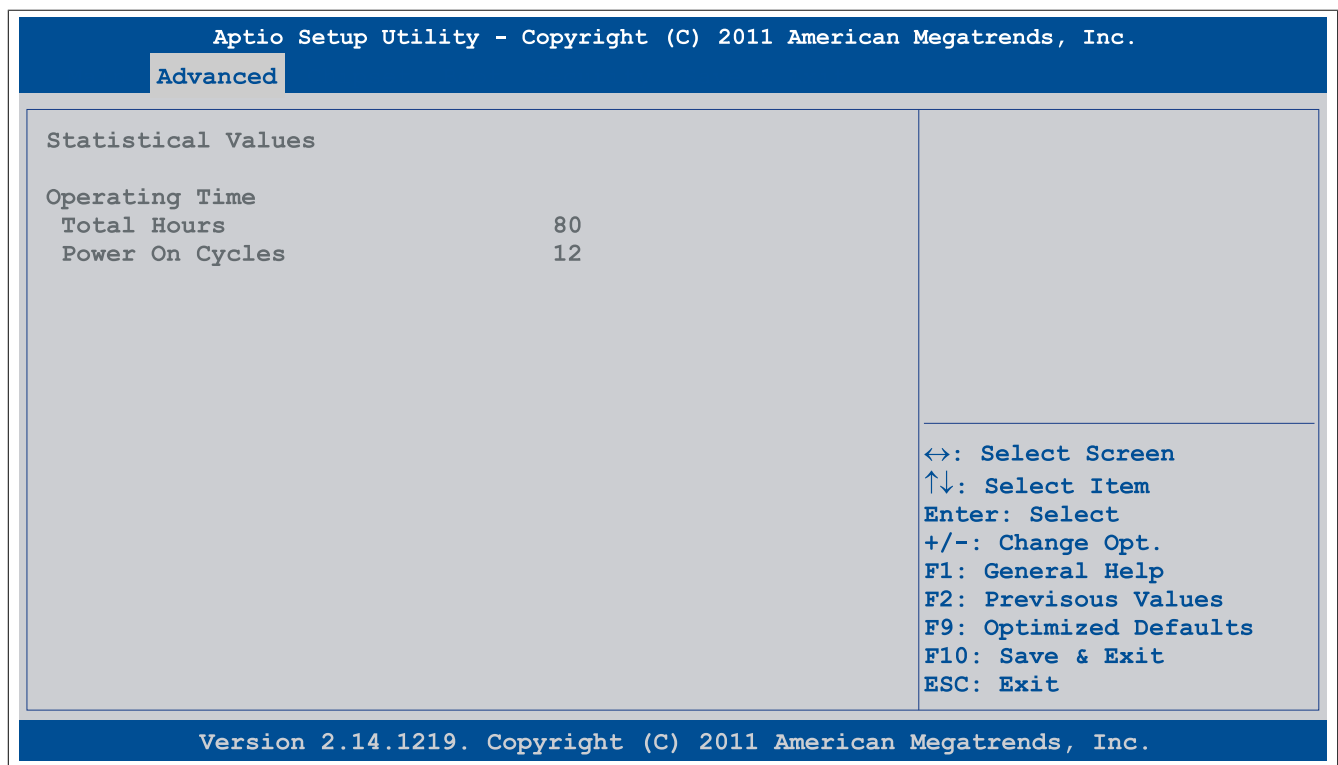 Aptio Setup Utility - Copyright (C) 2011 American Megatrends, Inc.
Advanced
Statistical Values
Operating Time
Total Hours 80
Power On Cycles 12
↔: Select Screen
↑↓: Select Item
Enter: Select
+/-: Change Opt.
F1: General Help
F2: Previsous Values
F9: Optimized Defaults
F10: Save & Exit
ESC: Exit
Version 2.14.1219. Copyright (C) 2011 American Megatrends, Inc.